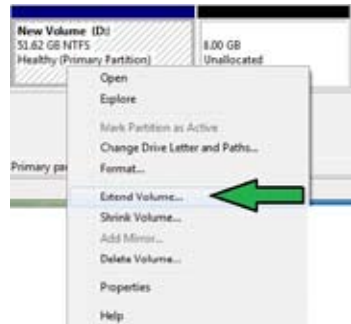 New Volume (D:)
51.62 GB NTFS
Healthy (Primary Partition)
8.00 GB
Unallocated
Open
Explore
Mark Partition as Active
Change Drive Letter and Paths...
Format...
Primary par
Extend Volume...
Shrink Volume...
Add Mirror...
Delete Volume...
Properties
Help